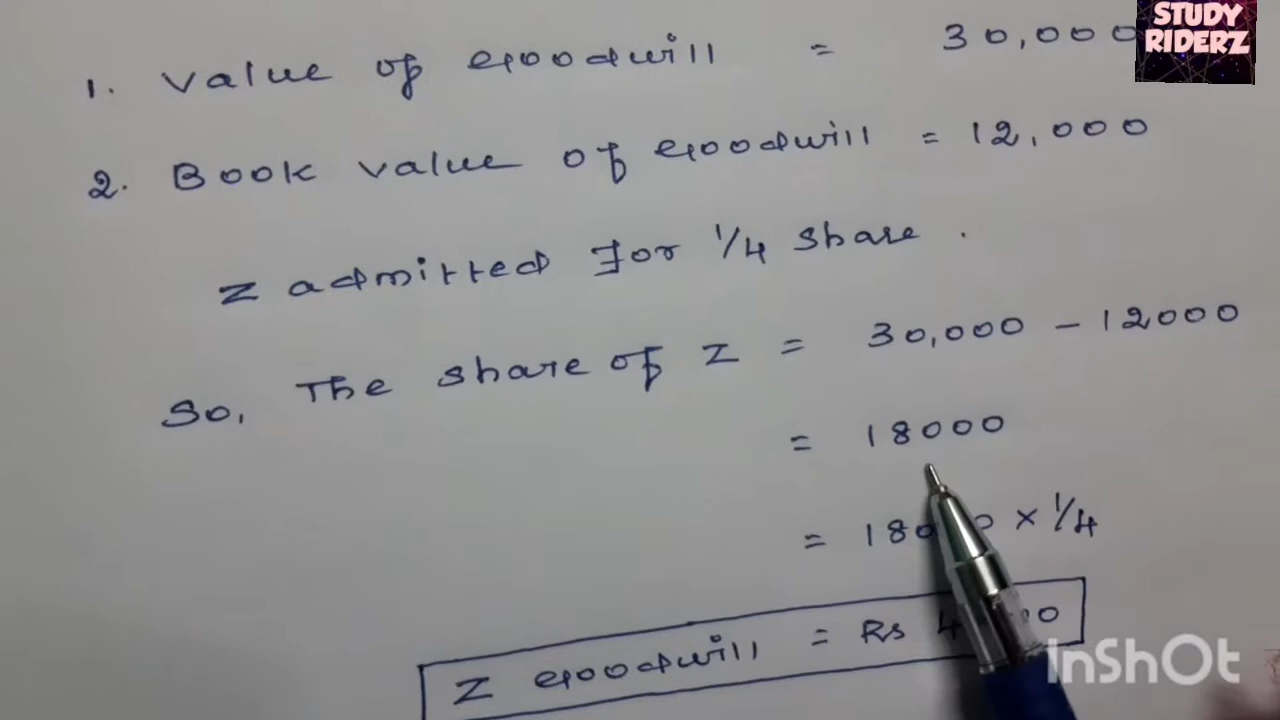 STUDY
RIDERZ
1. Value of Goodwill = 30,000
2. Book value of Goodwill = 12,000
Z admitted for 1/4 share.
So, The share of Z = 30,000 - 12000
= 18000
= × 1/4
Z Goodwill = Rs
InShOt